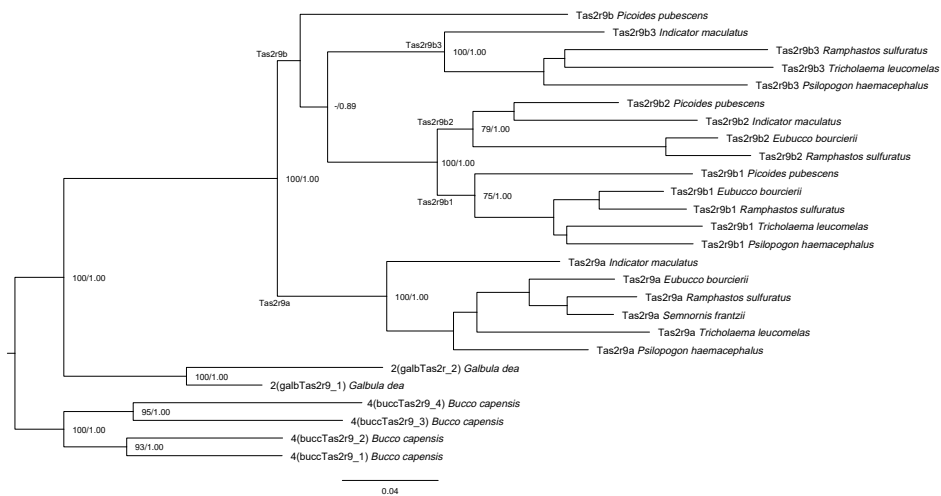 Tas2r9b Picoides pubescens
Tas2r9b3 Indicator maculatus
Tas2r9b3
100/1.00
Tas2r9b3 Ramphastos sulfuratus
Tas2r9b
Tas2r9b3 Tricholaema leucomelas
Tas2r9b3 Psilopogon haemacephalus
-/0.89
Tas2r9b2 Picoides pubescens
Tas2r9b2
Tas2r9b2 Indicator maculatus
79/1.00
Tas2r9b2 Eubucco bourcierii
Tas2r9b2 Ramphastos sulfuratus
100/1.00
Tas2r9b1 Picoides pubescens
100/1.00
Tas2r9b1 Eubucco bourcierii
75/1.00
Tas2r9b1
Tas2r9b1 Ramphastos sulfuratus
Tas2r9b1 Tricholaema leucomelas
Tas2r9b1 Psilopogon haemacephalus
Tas2r9a Indicator maculatus
100/1.00
Tas2r9a Eubucco bourcierii
100/1.00
Tas2r9a
Tas2r9a Ramphastos sulfuratus
Tas2r9a Semnornis frantzii
Tas2r9a Tricholaema leucomelas
Tas2r9a Psilopogon haemacephalus
2(galbTas2r_2) Galbula dea
100/1.00
2(galbTas2r9_1) Galbula dea
4(buccTas2r9_4) Bucco capensis
95/1.00
4(buccTas2r9_3) Bucco capensis
100/1.00
4(buccTas2r9_2) Bucco capensis
93/1.00
4(buccTas2r9_1) Bucco capensis
0.04